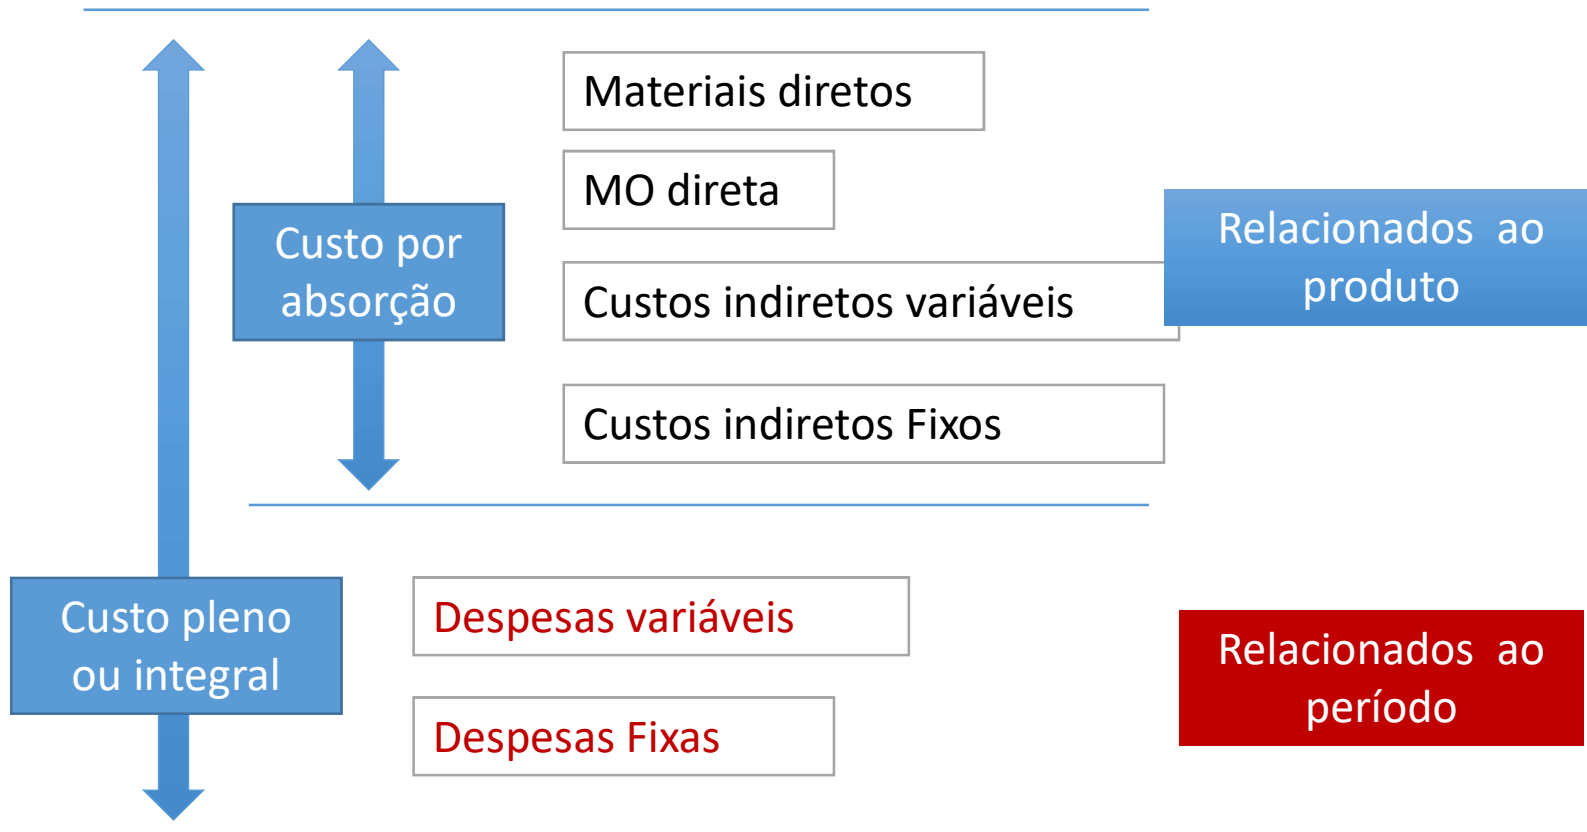 Materiais diretos
MO direta
Custo por
absorção
Relacionados ao
produto
Custos indiretos variáveis
Custos indiretos Fixos
Custo pleno
ou integral
Despesas variáveis
Despesas Fixas
Relacionados ao
período